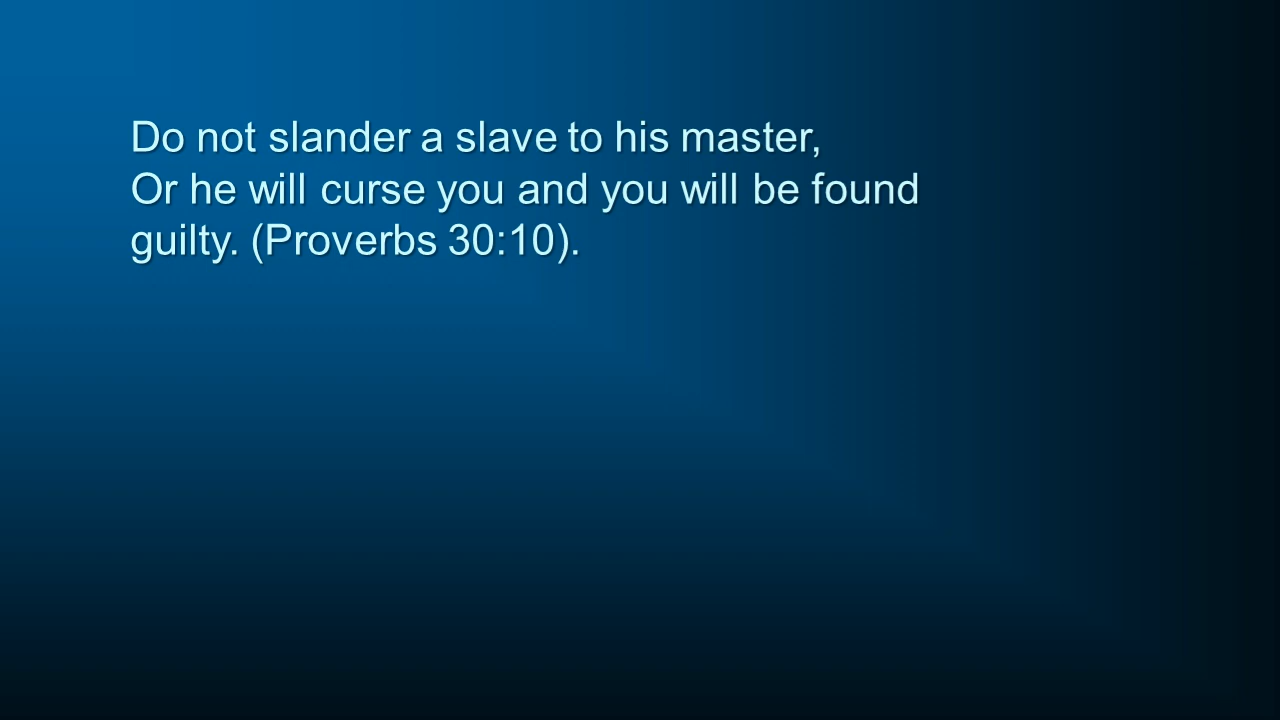 Do not slander a slave to his master,
Or he will curse you and you will be found
guilty. (Proverbs 30:10).